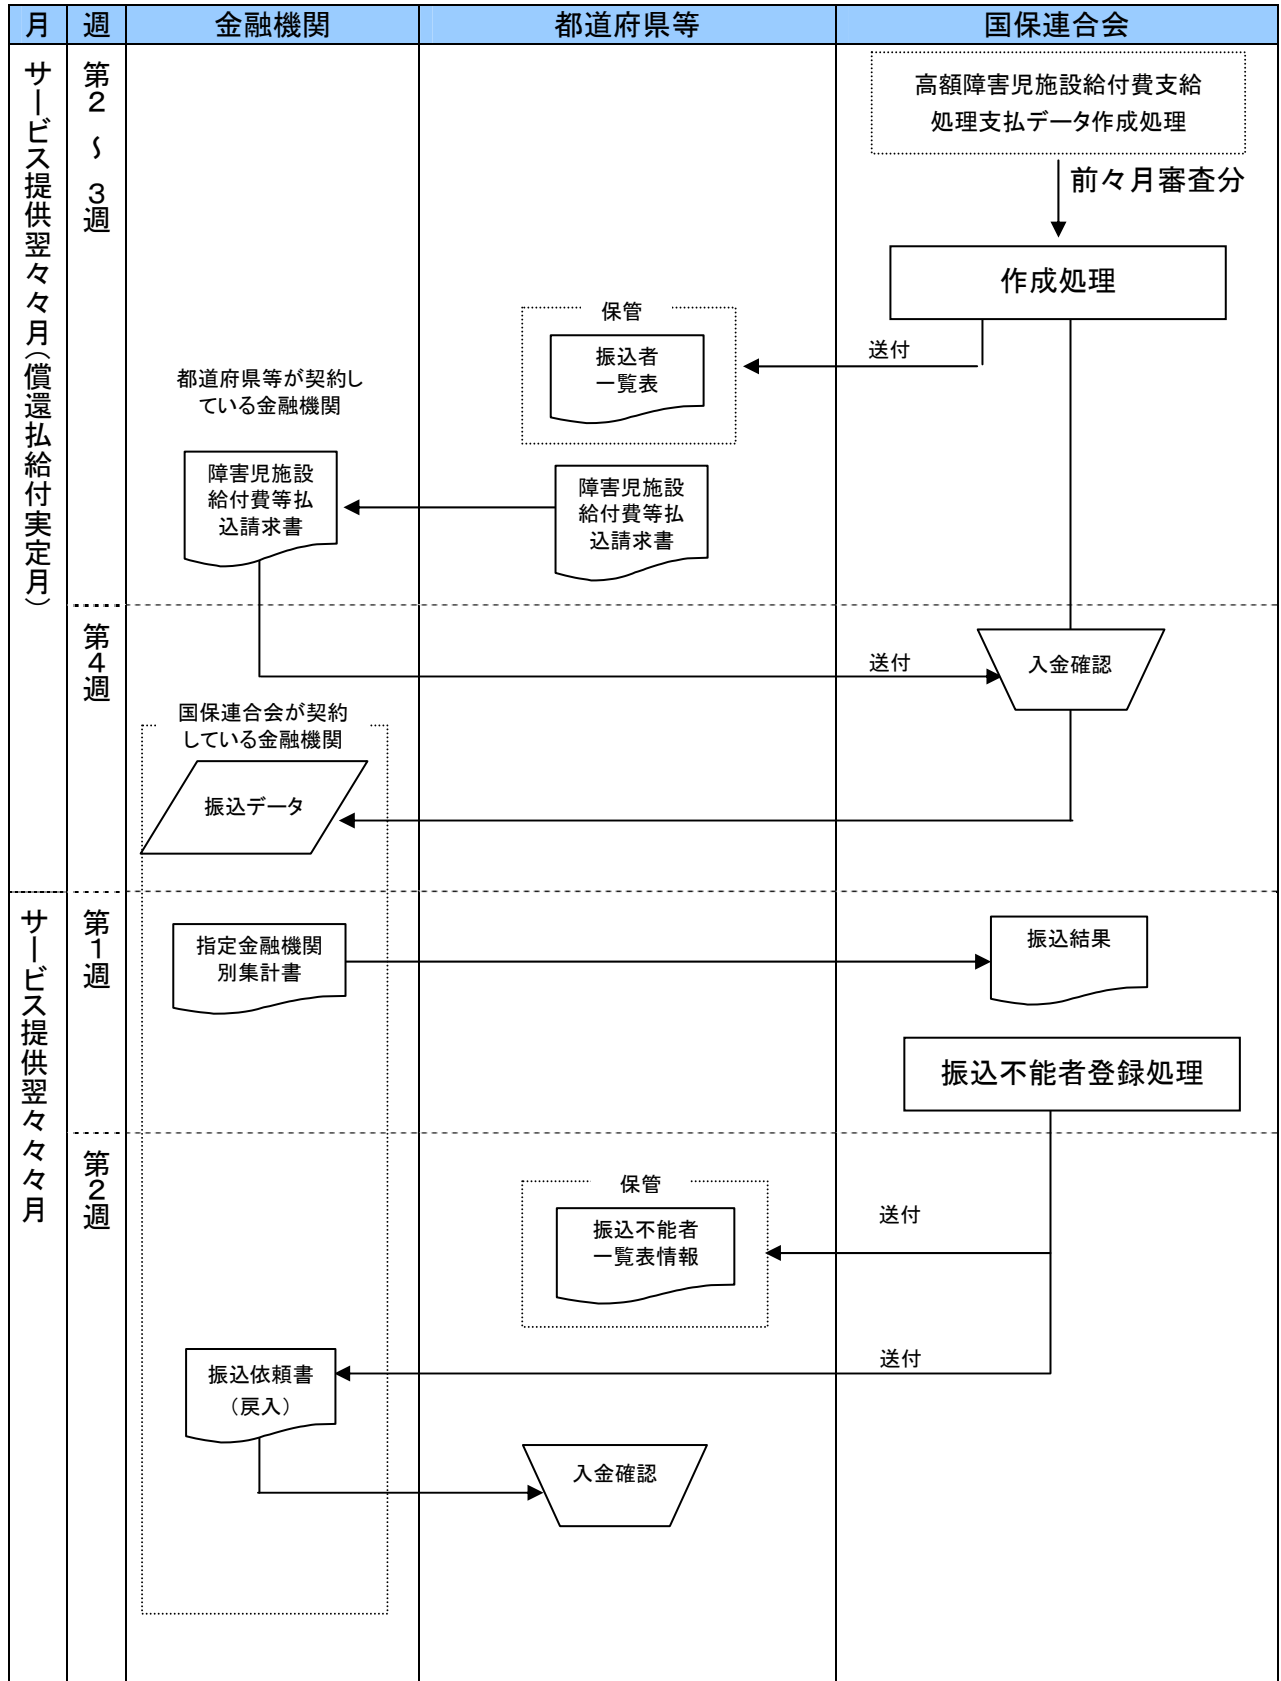 月 週 金融機関 都道府県等 国保連合会
サービス提供翌々月（償還払給付実定月）
第２～３週
高額障害児施設給付費支給
処理支払データ作成処理
前々月審査分
作成処理
保管
送付
振込者
一覧表
都道府県等が契約し
ている金融機関
障害児施設
給付費等払
込請求書
障害児施設
給付費等払
込請求書
第４週
送付
入金確認
国保連合会が契約
している金融機関
振込データ
サービス提供翌々々月
第１週
指定金融機関
別集計書
振込結果
振込不能者登録処理
第２週
保管
送付
振込不能者
一覧表情報
送付
振込依頼書
（戻入）
入金確認